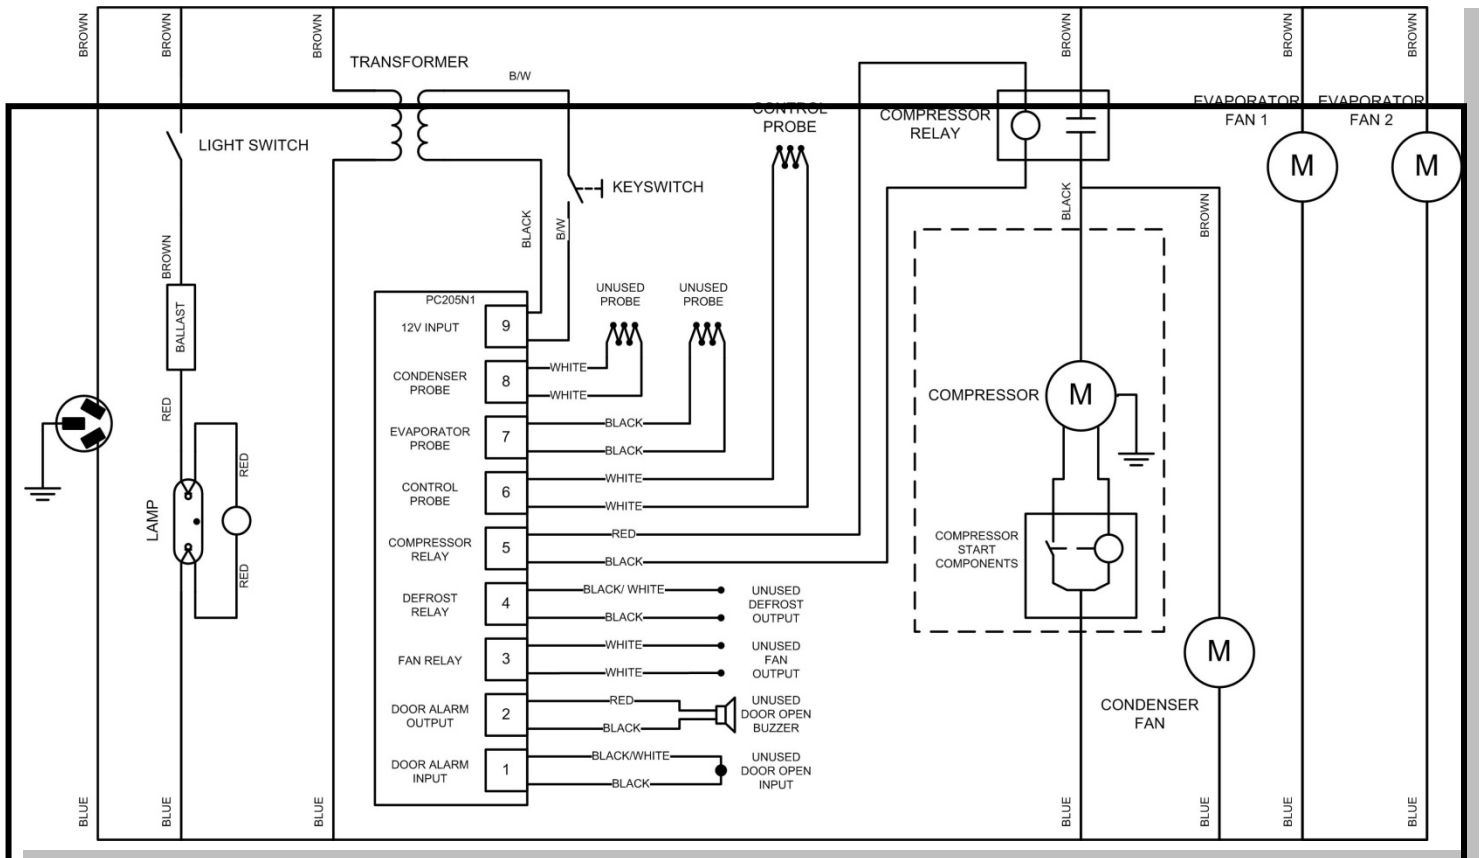 BROWN
BROWN
BROWN
BROWN
BROWN
BROWN
TRANSFORMER
B/W
LIGHT SWITCH
KEYSWITCH
BLACK
B/W
CONTROL
PROBE
COMPRESSOR
RELAY
EVAPORATOR
FAN 1
EVAPORATOR
FAN 2
M
M
BLACK
BROWN
BROWN
BALLAST
RED
LAMP
RED
RED
PC205N1
12V INPUT
9
CONDENSER
PROBE
8
EVAPORATOR
PROBE
7
CONTROL
PROBE
6
COMPRESSOR
RELAY
5
DEFROST
RELAY
4
FAN RELAY
3
DOOR ALARM
OUTPUT
2
DOOR ALARM
INPUT
1
UNUSED
PROBE
UNUSED
PROBE
WHITE
WHITE
BLACK
BLACK
WHITE
WHITE
RED
BLACK
BLACK/ WHITE
BLACK
UNUSED
DEFROST
OUTPUT
WHITE
WHITE
UNUSED
FAN
OUTPUT
RED
BLACK
UNUSED
DOOR OPEN
BUZZER
BLACK/WHITE
BLACK
UNUSED
DOOR OPEN
INPUT
COMPRESSOR
M
COMPRESSOR
START
COMPONENTS
M
CONDENSER
FAN
BLUE
BLUE
BLUE
BLUE
BLUE
BLUE
BLUE